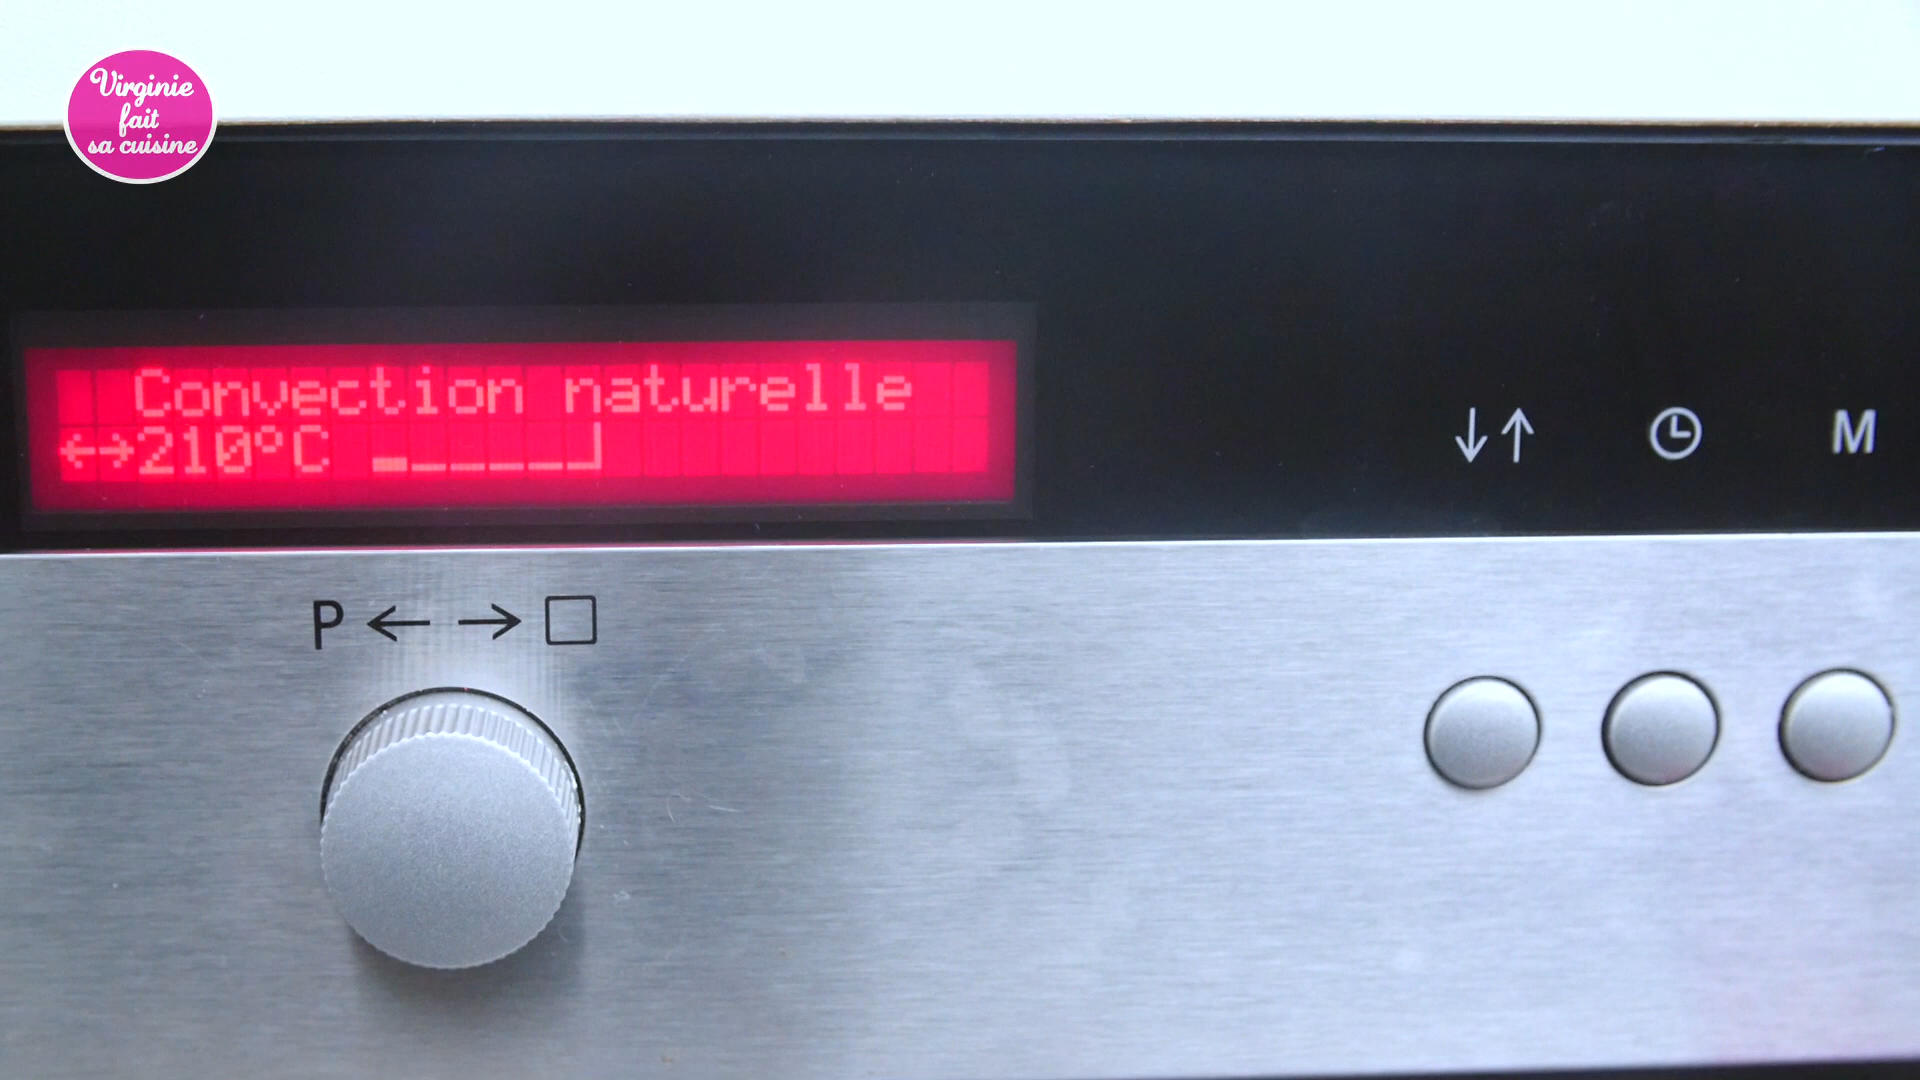 Virginie
fait
sa cuisine
Convection naturelle
←→210°C
↓↑ M
P ← →